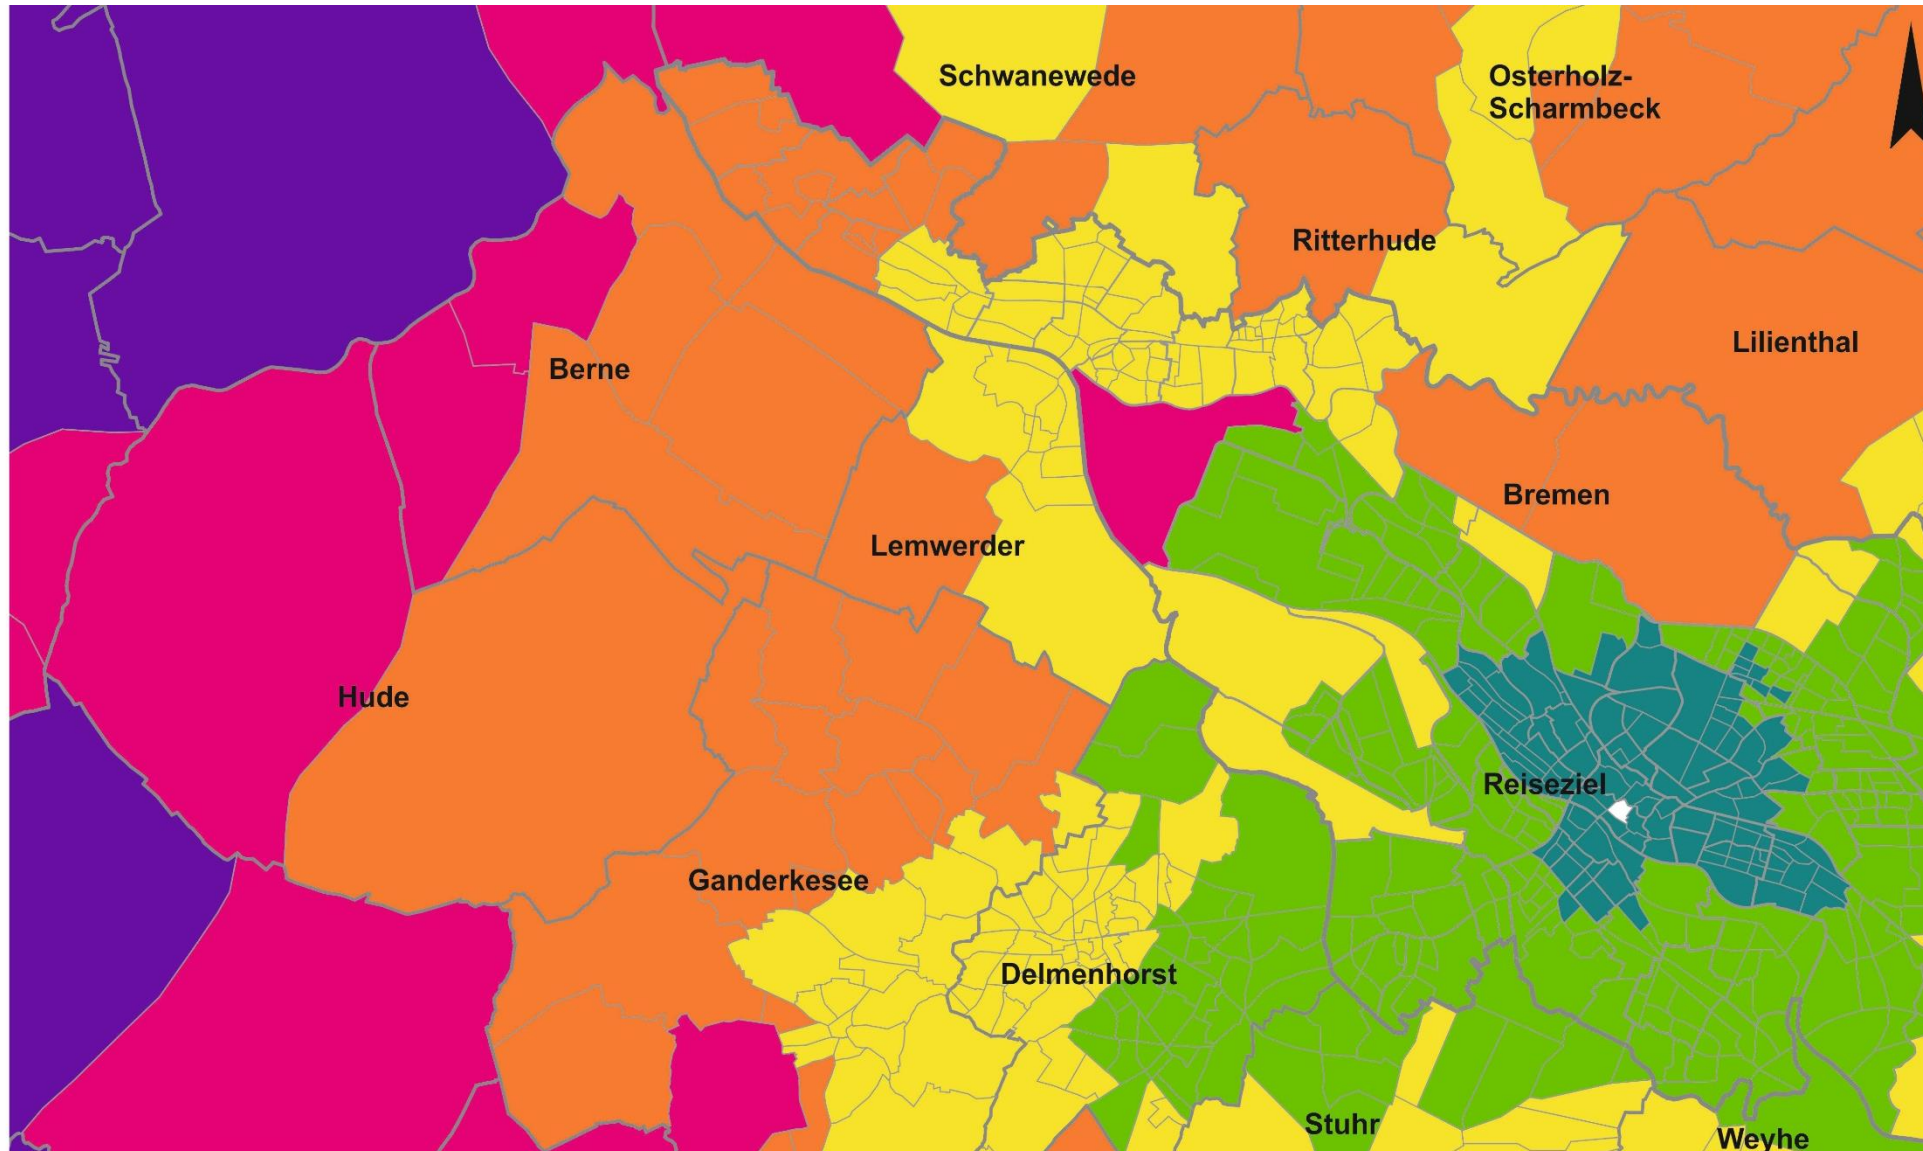 Schwanewede
Osterholz-
Scharmbeck
Ritterhude
Lilienthal
Berne
Bremen
Lemwerder
Hude
Reiseziel
Ganderkesee
Delmenhorst
Stuhr
Weyhe